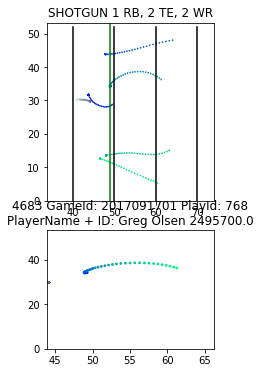 SHOTGUN 1 RB, 2 TE, 2 WR
50
40
30
20
10
0
40 50 60 70
4683 GameId: 2017091701 PlayId: 768
PlayerName + ID: Greg Olsen 2495700.0
40
20
0
45 50 55 60 65